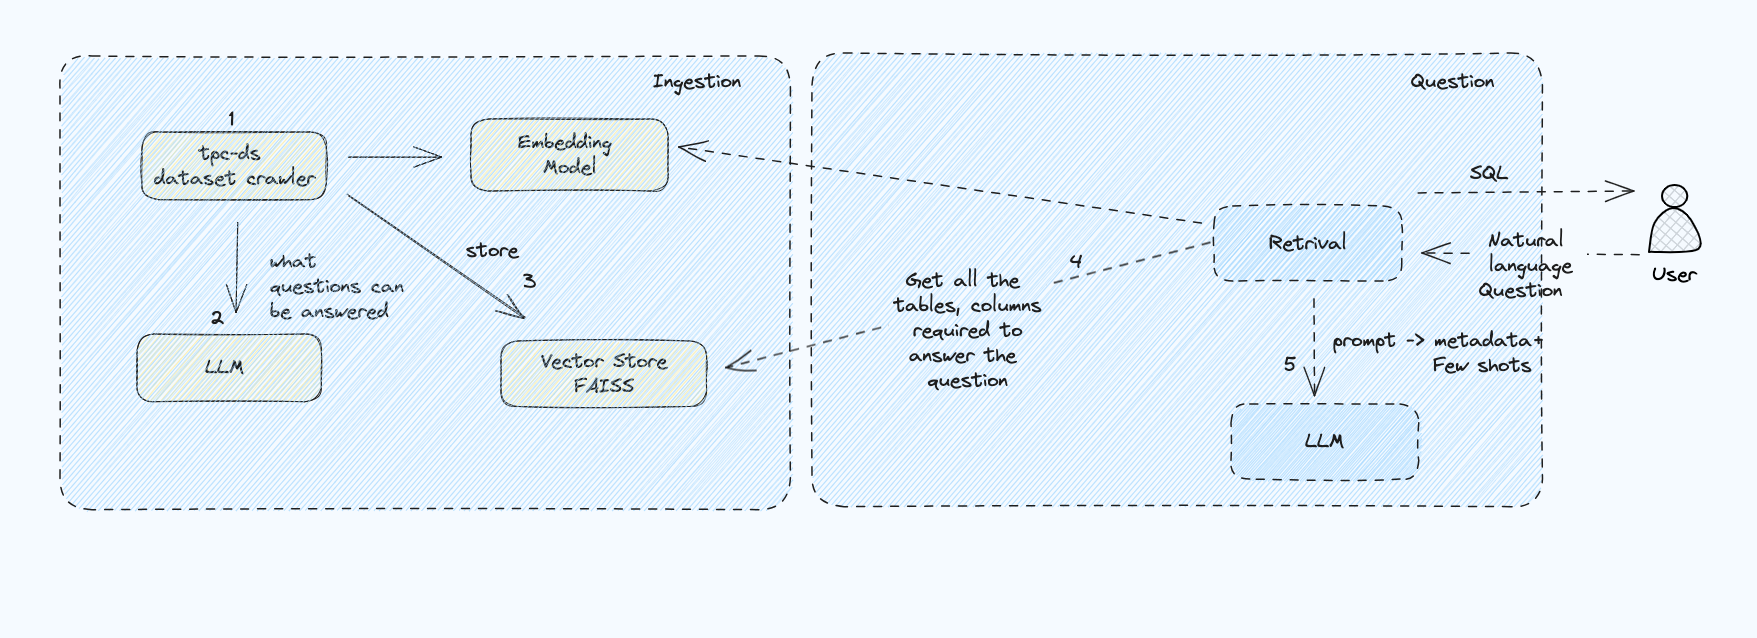 Ingestion
1
tpc-ds
dataset crawler
Embedding
Model
what
questions can
be answered
2
LLM
store
3
Vector Store
FAISS
Question
SQL
Retrival
Natural
language
Question
User
4
Get all the
tables, columns
required to
answer the
question
prompt -> metadata+
Few shots
5
LLM